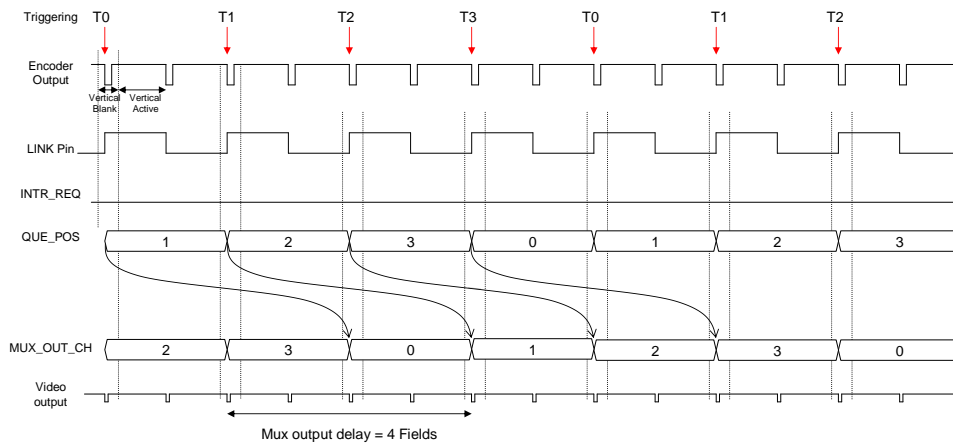 Triggering T0 T1 T2 T3 T0 T1 T2
Encoder
Output
Vertical
Blank
Vertical
Active
LINK Pin
INTR_REQ
QUE_POS 1 2 3 0 1 2 3
MUX_OUT_CH 2 3 0 1 2 3 0
Video
output
Mux output delay = 4 Fields